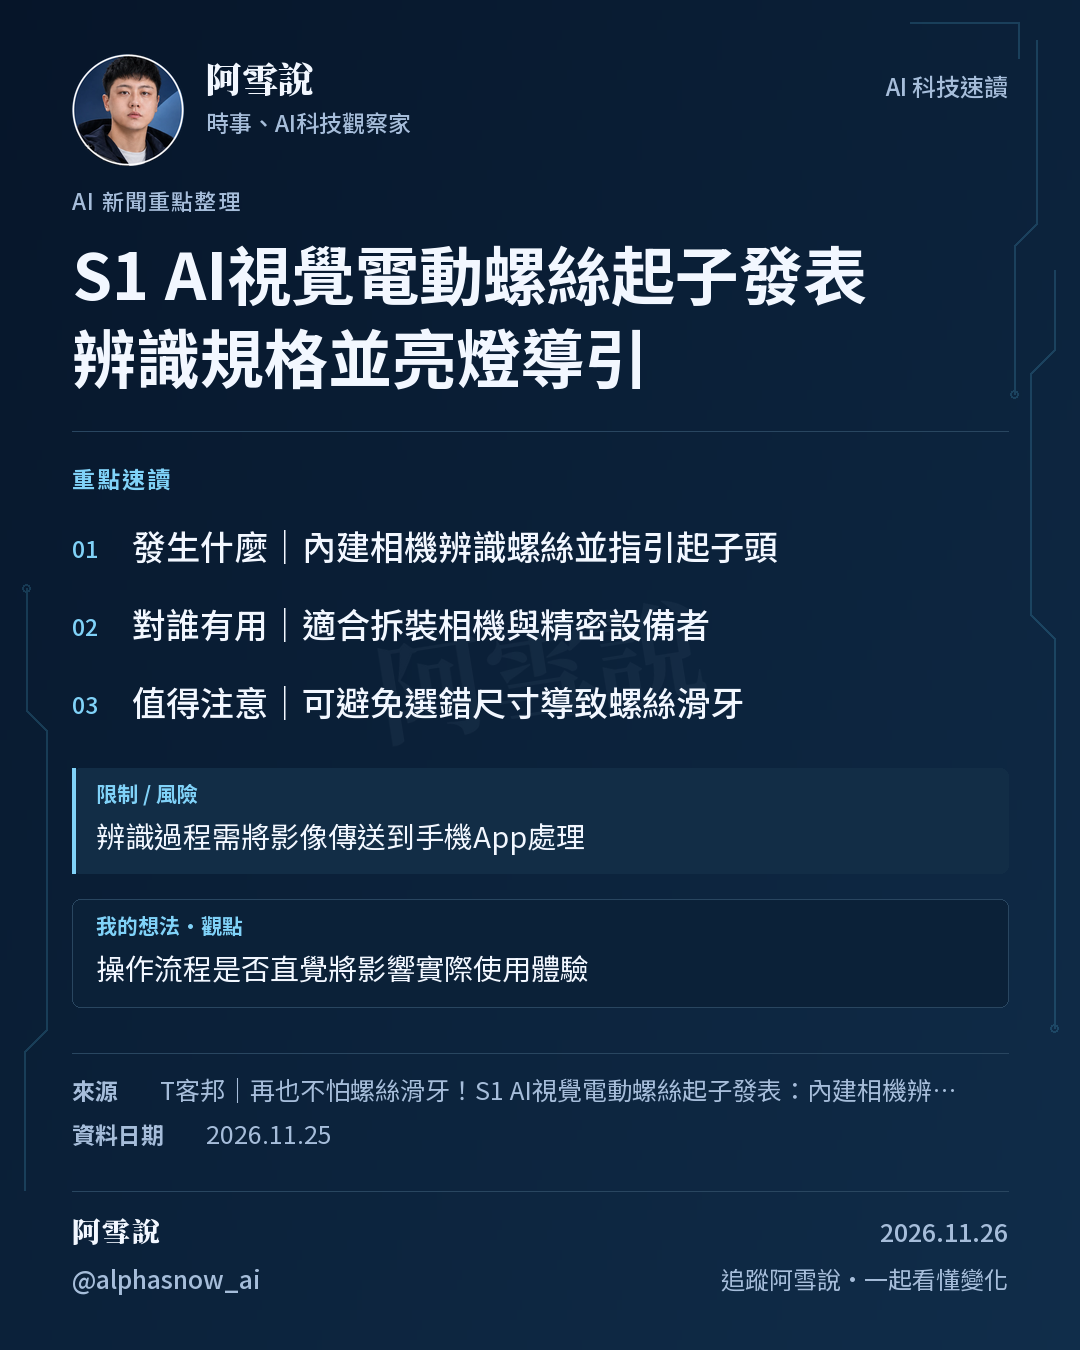 阿雪說
時事、AI科技觀察家
AI 科技速讀
AI 新聞重點整理
S1 AI視覺電動螺絲起子發表
辨識規格並亮燈導引
重點速讀
01 發生什麼｜內建相機辨識螺絲並指引起子頭
02 對誰有用｜適合拆裝相機與精密設備者
03 值得注意｜可避免選錯尺寸導致螺絲滑牙
阿雪說
限制 / 風險
辨識過程需將影像傳送到手機App處理
我的想法・觀點
操作流程是否直覺將影響實際使用體驗
來源 T客邦｜再也不怕螺絲滑牙！S1 AI視覺電動螺絲起子發表：內建相機辨…
資料日期 2026.11.25
阿雪說
2026.11.26
@alphasnow_ai
追蹤阿雪說・一起看懂變化